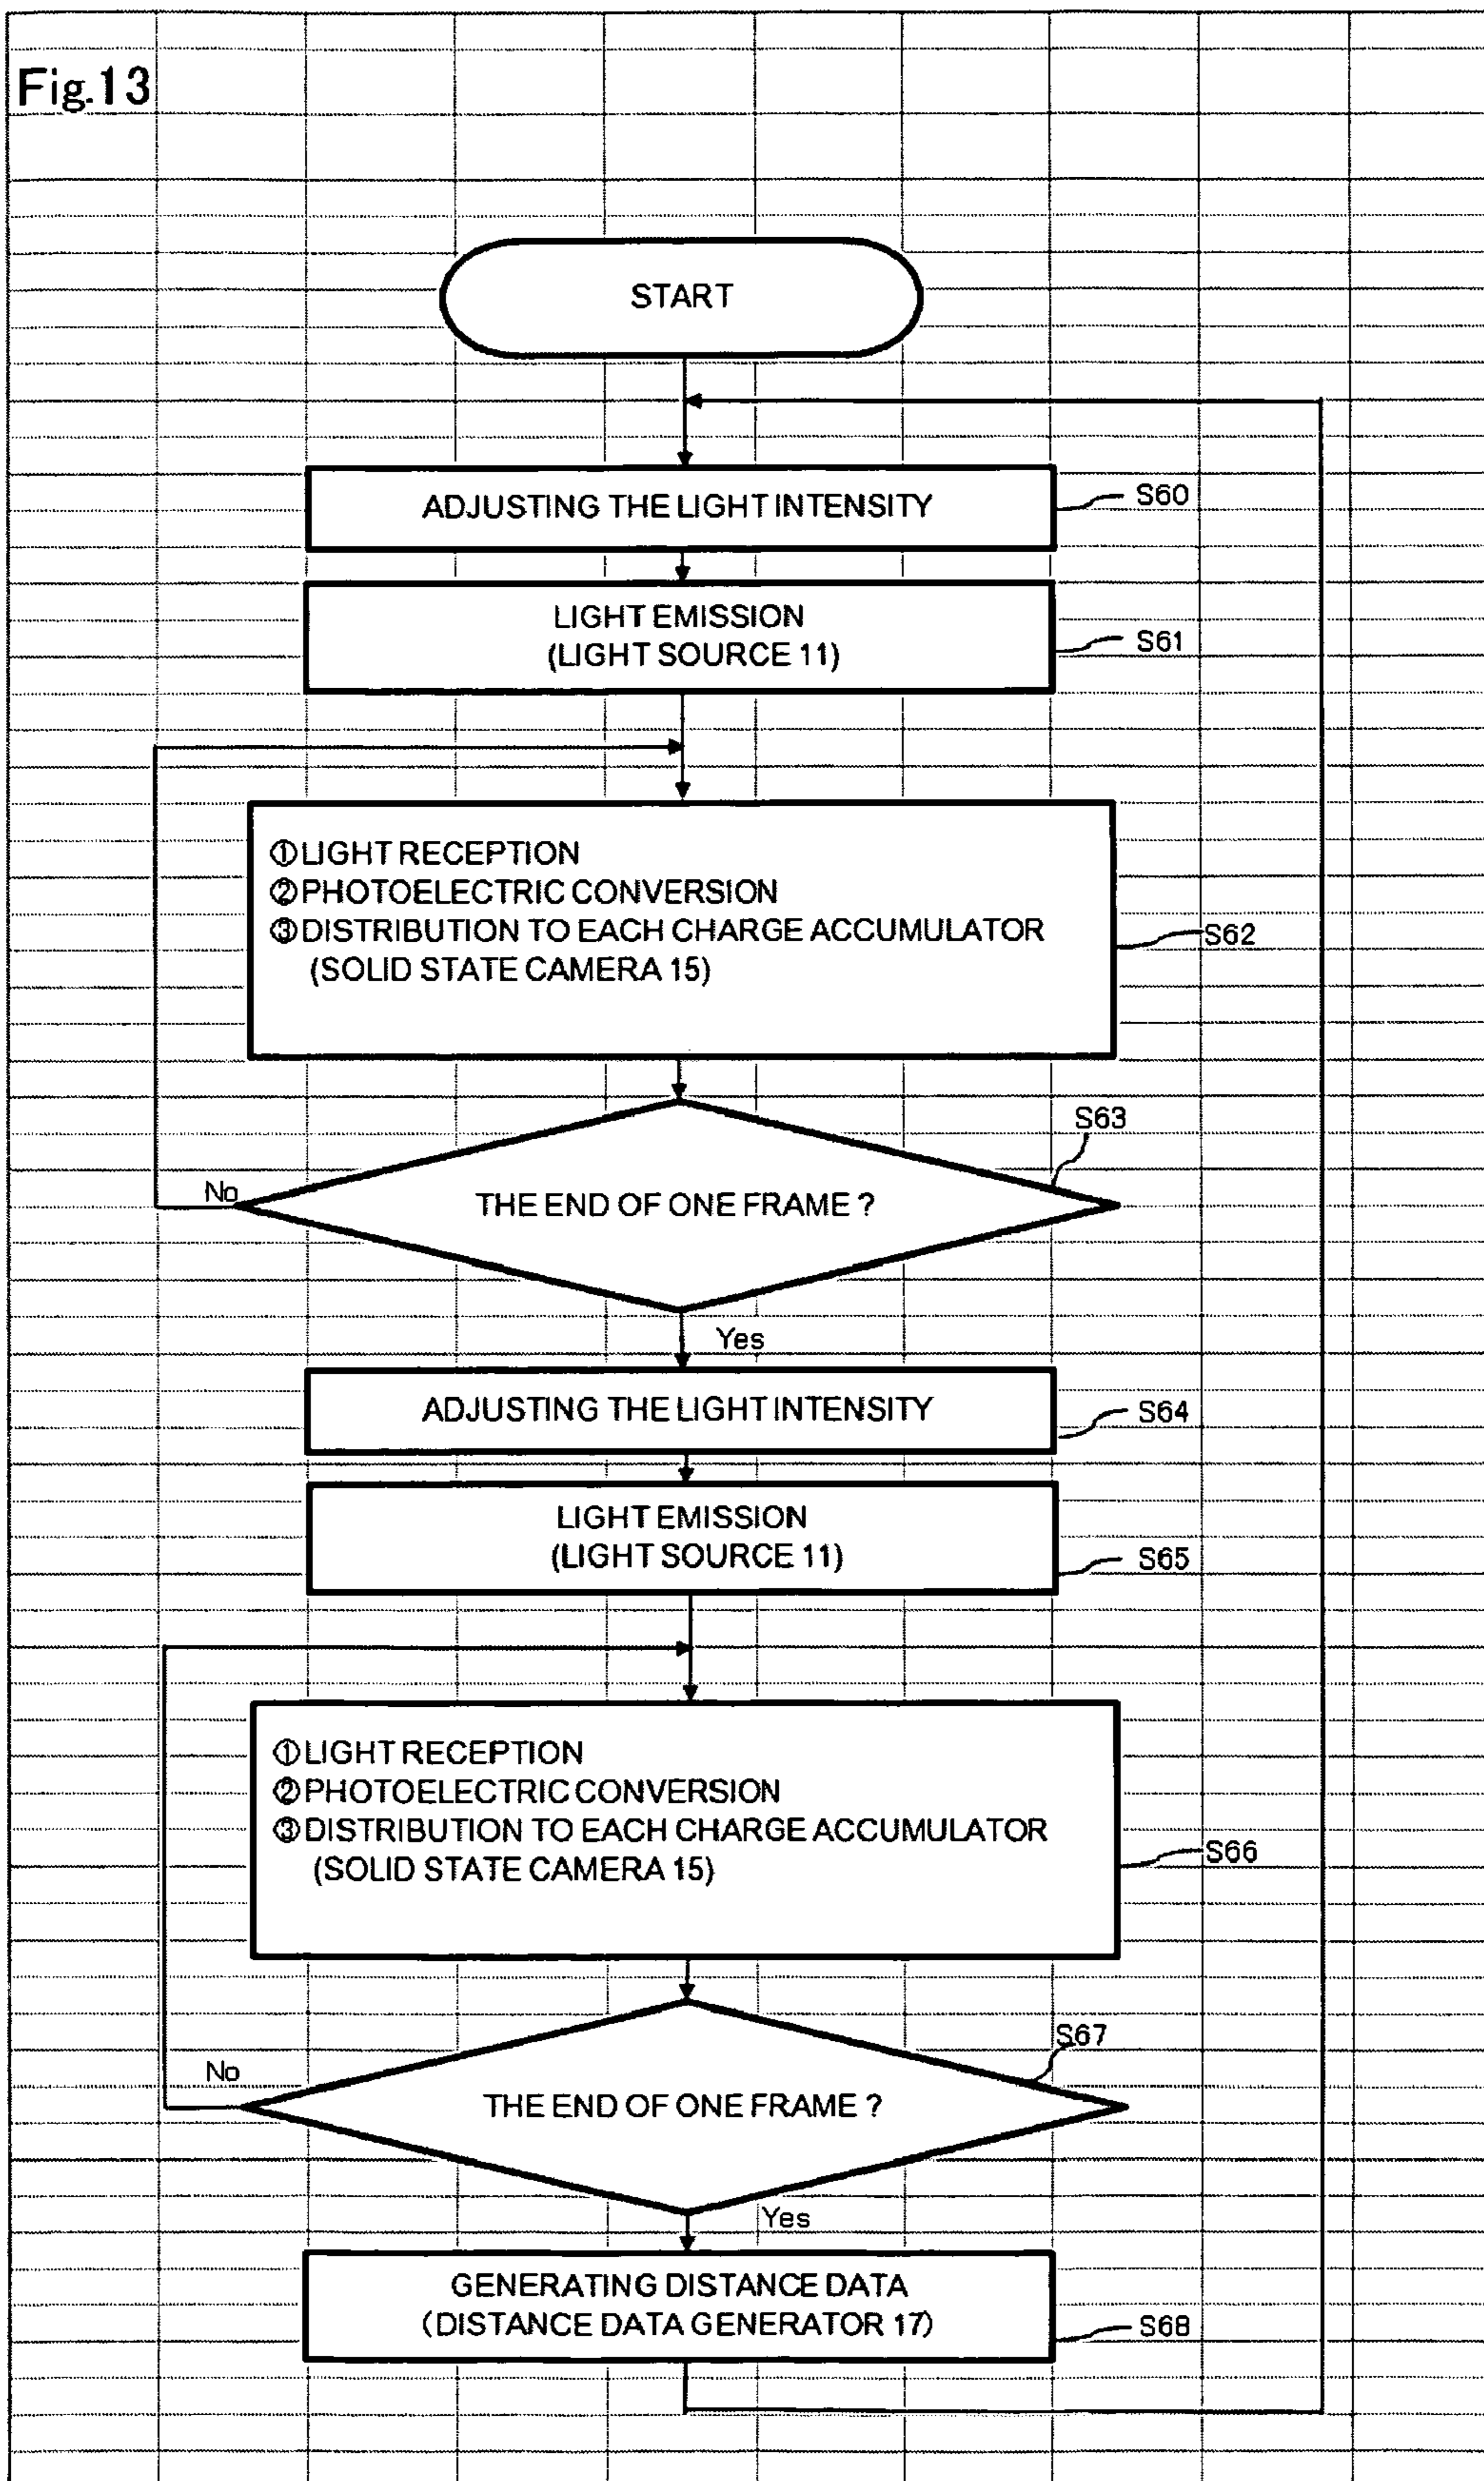 Fig.13
START
ADJUSTING THE LIGHT INTENSITY
S60
LIGHT EMISSION
(LIGHT SOURCE 11)
S61
①LIGHT RECEPTION
②PHOTOELECTRIC CONVERSION
③DISTRIBUTION TO EACH CHARGE ACCUMULATOR
(SOLID STATE CAMERA 15)
S62
S63
No
THE END OF ONE FRAME ?
Yes
ADJUSTING THE LIGHT INTENSITY
S64
LIGHT EMISSION
(LIGHT SOURCE 11)
S65
①LIGHT RECEPTION
②PHOTOELECTRIC CONVERSION
③DISTRIBUTION TO EACH CHARGE ACCUMULATOR
(SOLID STATE CAMERA 15)
S66
S67
No
THE END OF ONE FRAME ?
Yes
GENERATING DISTANCE DATA
(DISTANCE DATA GENERATOR 17)
S68